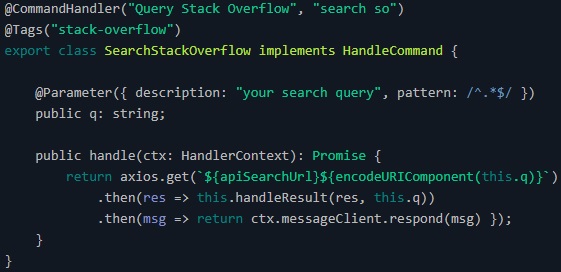 @CommandHandler("Query Stack Overflow", "search so")
@Tags("stack-overflow")
export class SearchStackOverflow implements HandleCommand {
@Parameter({ description: "your search query", pattern: /^.*$/ })
public q: string;
public handle(ctx: HandlerContext): Promise {
return axios.get(`${apiSearchUrl}${encodeURIComponent(this.q)}`)
.then(res => this.handleResult(res, this.q))
.then(msg => return ctx.messageClient.respond(msg) });
}
}